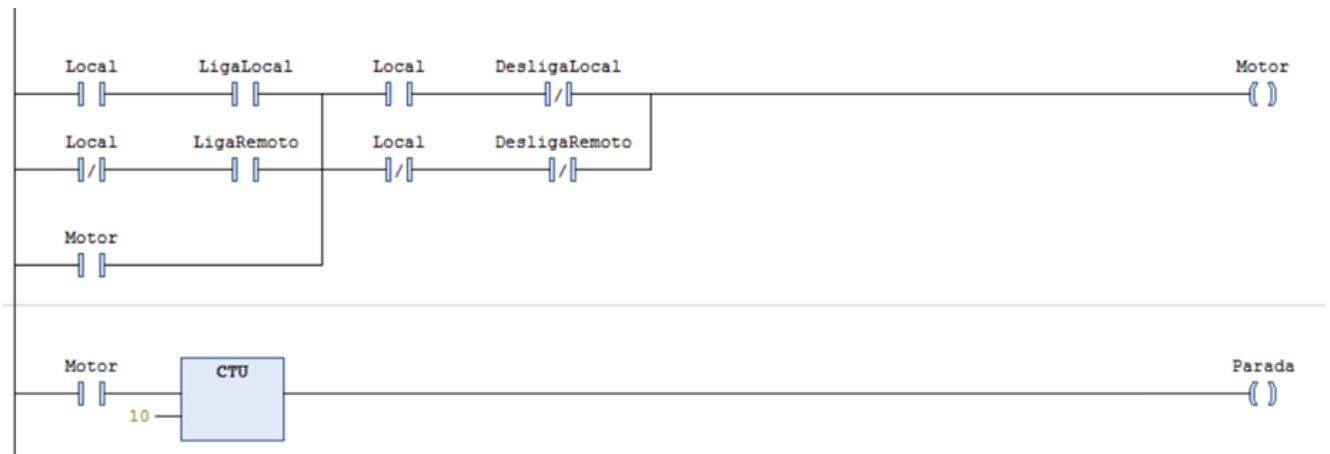 Local LigaLocal Local DesligaLocal Motor
Local LigaRemoto Local DesligaRemoto
Motor
Motor CTU Parada
10